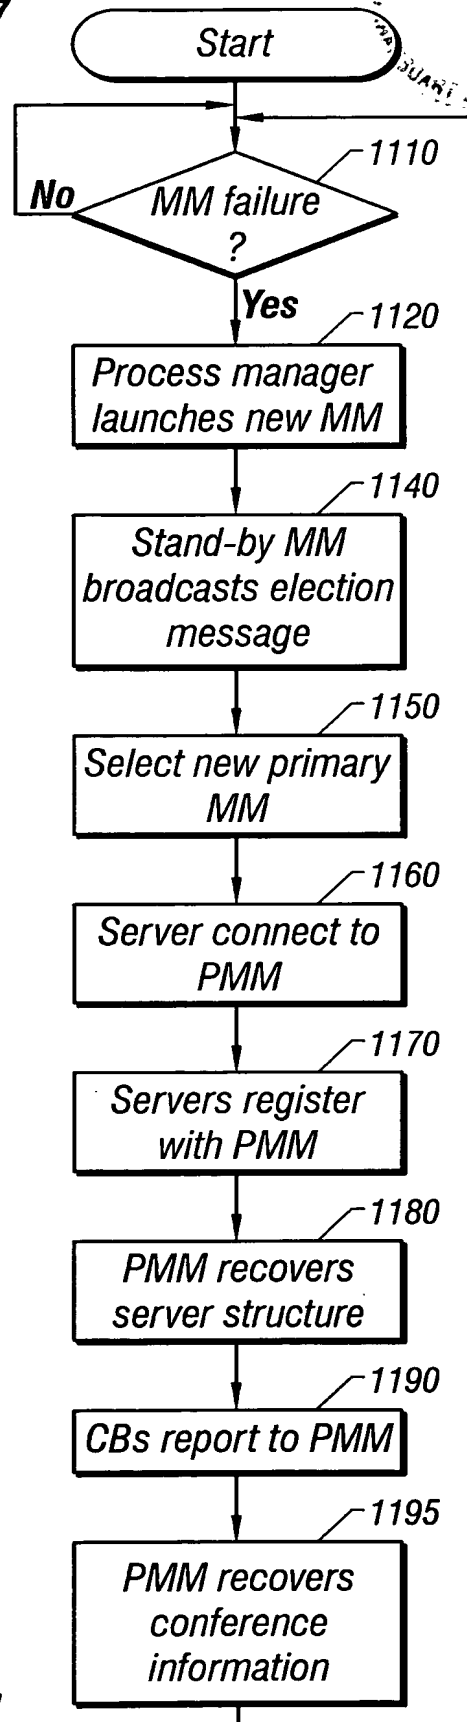 Start
1110
No
MM failure
?
Yes
1120
Process manager
launches new MM
1140
Stand-by MM
broadcasts election
message
1150
Select new primary
MM
1160
Server connect to
PMM
1170
Servers register
with PMM
1180
PMM recovers
server structure
1190
CBs report to PMM
1195
PMM recovers
conference
information